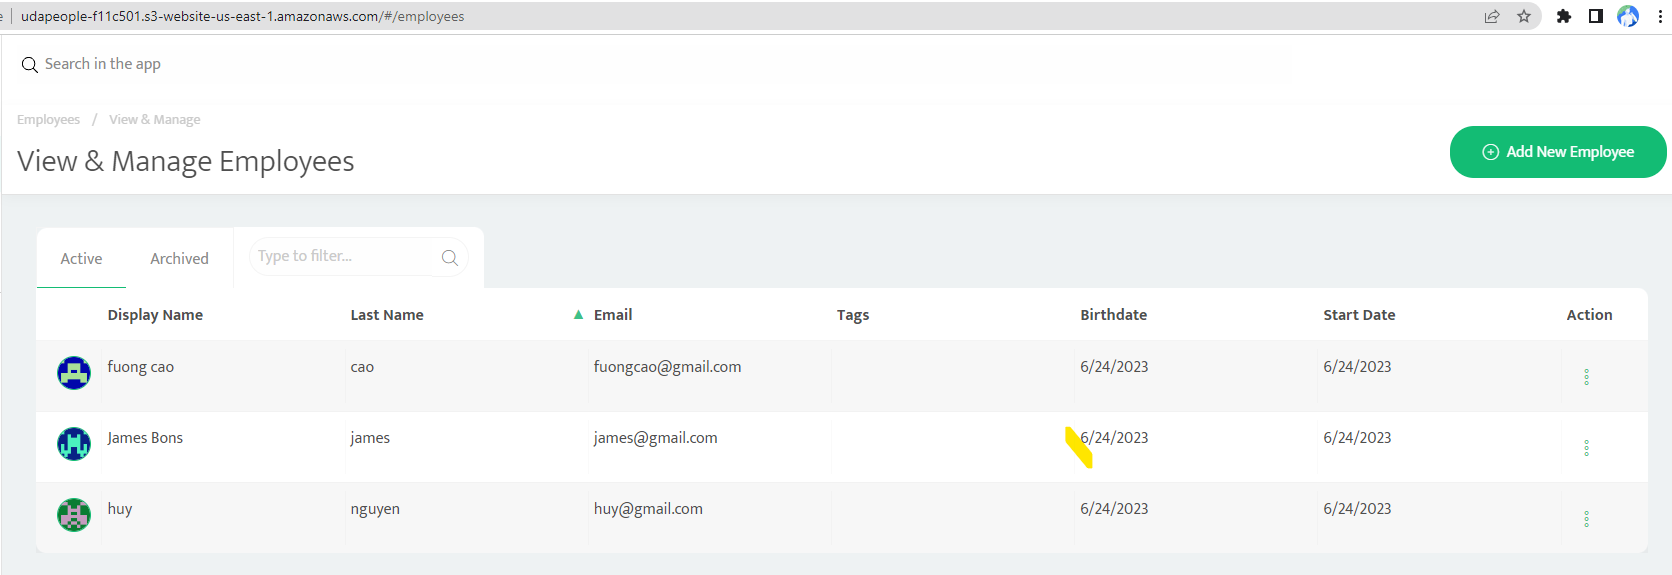 udapeople-f11c501.s3-website-us-east-1.amazonaws.com/#/employees
Search in the app
Employees / View & Manage
View & Manage Employees
Add New Employee
Active Archived Type to filter...
Display Name Last Name Email Tags Birthdate Start Date Action
fuong cao cao fuongcao@gmail.com 6/24/2023 6/24/2023
James Bons james james@gmail.com 6/24/2023 6/24/2023
huy nguyen huy@gmail.com 6/24/2023 6/24/2023